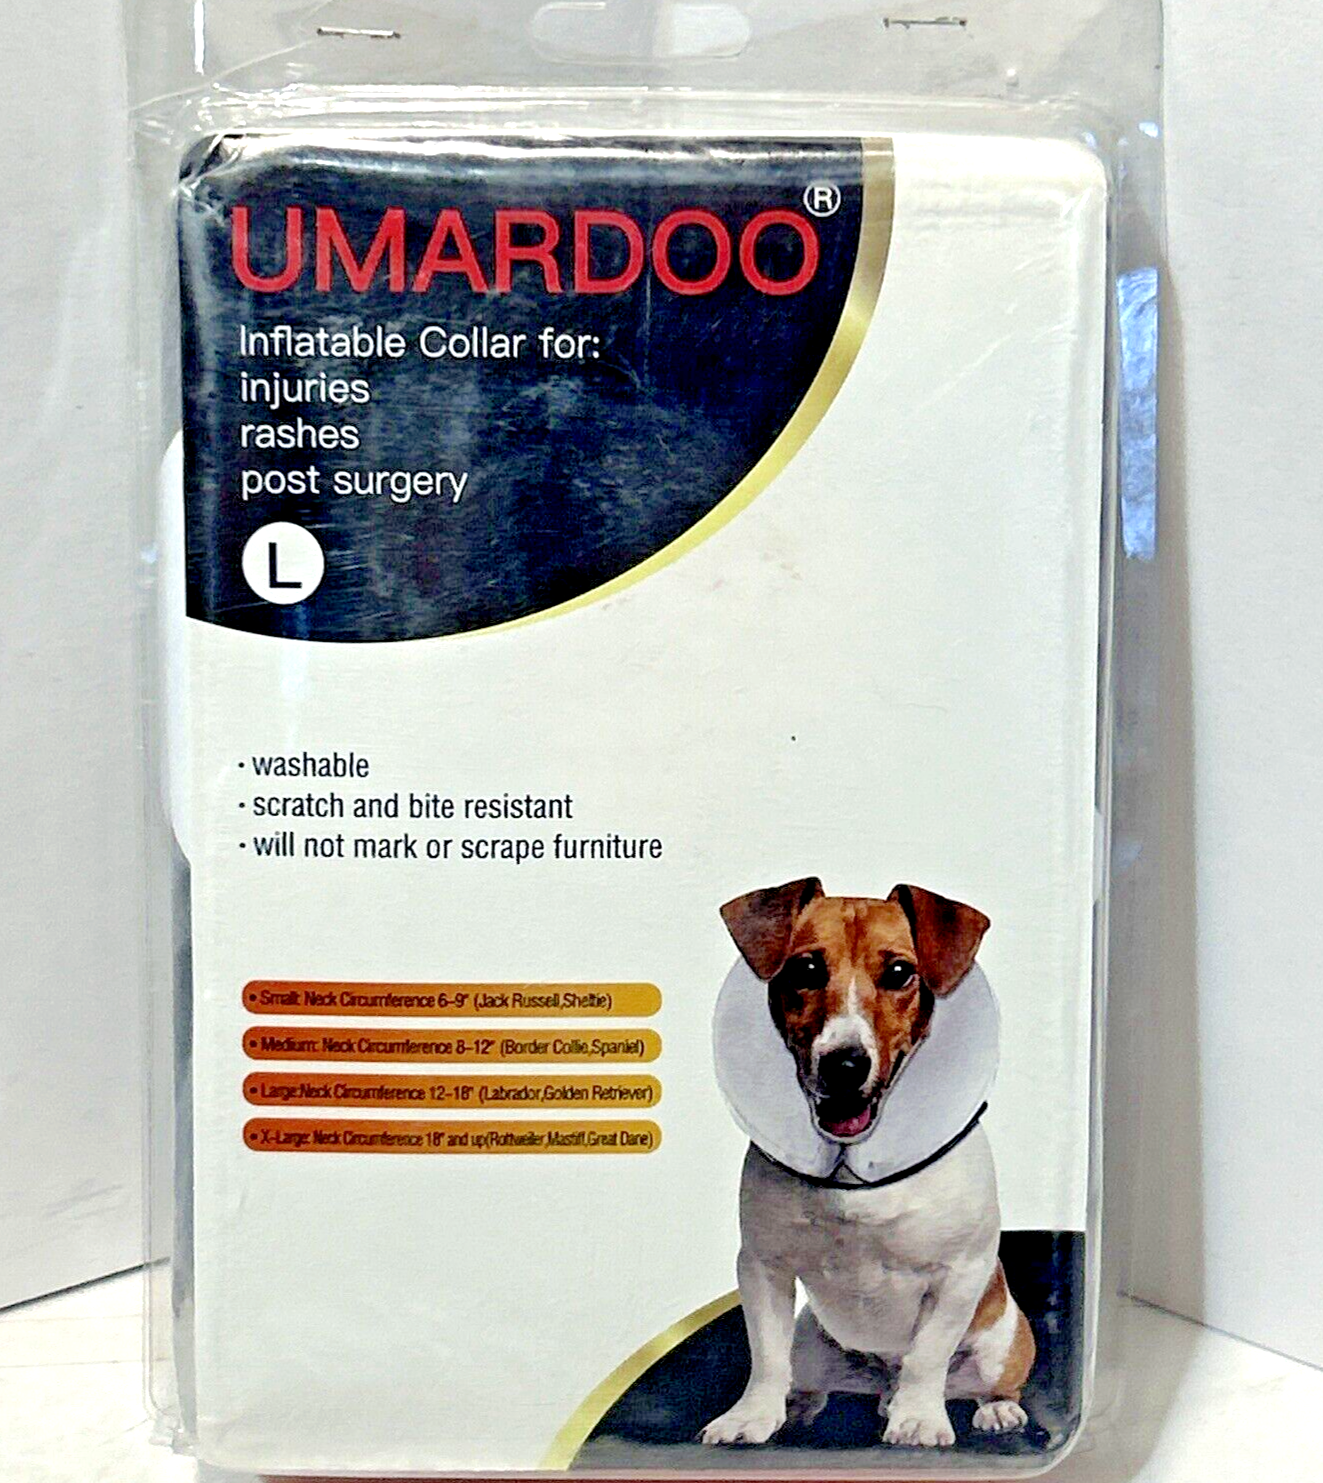 UMARDOO®
Inflatable Collar for:
injuries
rashes
post surgery
L
· washable
· scratch and bite resistant
· will not mark or scrape furniture
• Small: Neck Circumference 6-9" (Jack Russell,Sheltie)
• Medium: Neck Circumference 8-12" (Border Collie,Spaniel)
• Large:Neck Circumference 12-18" (Labrador,Golden Retriever)
• X-Large: Neck Circumference 18" and up(Rottweiler,Mastiff,Great Dane)